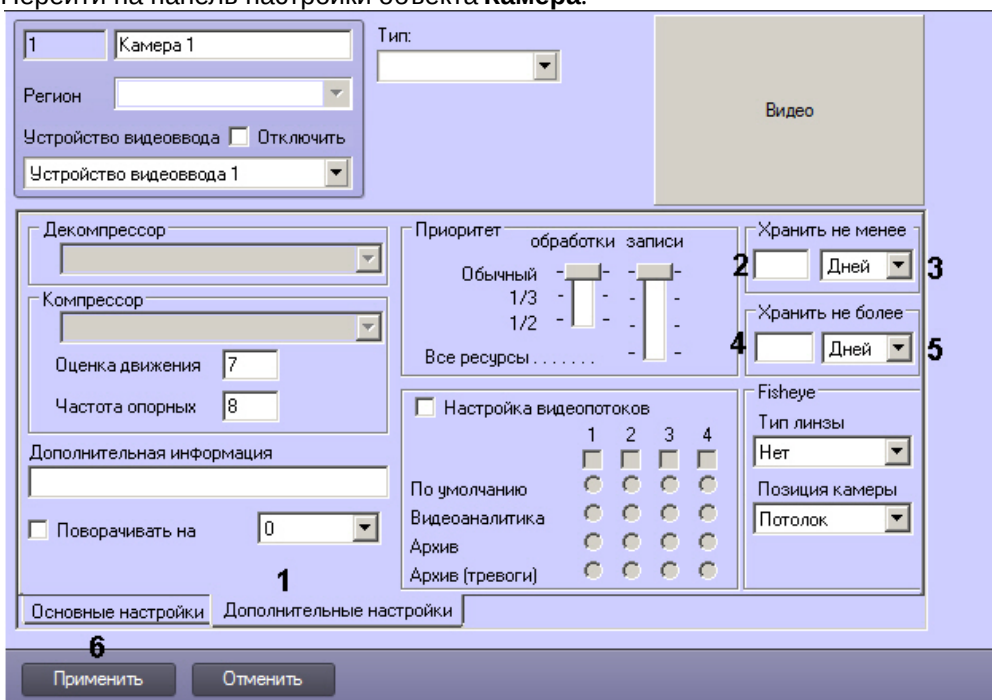 Перейти на панель настройки объекта Камера.
1 Камера 1
Тип:
Регион
Устройство видеоввода Отключить
Устройство видеоввода 1
Видео
Декомпрессор
Компрессор
Оценка движения 7
Частота опорных 8
Дополнительная информация
Поворачивать на 0
Приоритет
обработки записи
Обычный
1/3
1/2
Все ресурсы . . . . . . .
Настройка видеопотоков
1 2 3 4
По умолчанию
Видеоаналитика
Архив
Архив (тревоги)
Хранить не менее
2 Дней 3
Хранить не более
4 Дней 5
Fisheye
Тип линзы
Нет
Позиция камеры
Потолок
1
Основные настройки Дополнительные настройки
6
Применить Отменить